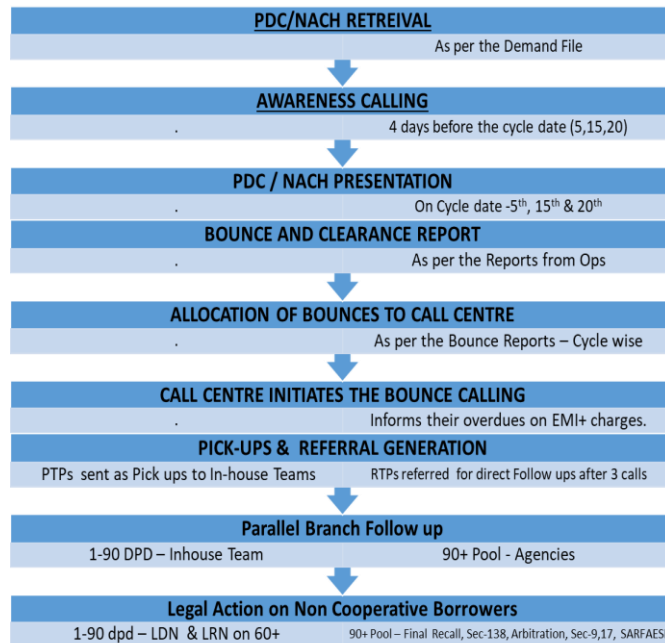 PDC/NACH RETREIVAL
As per the Demand File
AWARENESS CALLING
. 4 days before the cycle date (5,15,20)
PDC / NACH PRESENTATION
. On Cycle date -5th, 15th & 20th
BOUNCE AND CLEARANCE REPORT
. As per the Reports from Ops
ALLOCATION OF BOUNCES TO CALL CENTRE
. As per the Bounce Reports – Cycle wise
CALL CENTRE INITIATES THE BOUNCE CALLING
. Informs their overdues on EMI+ charges.
PICK-UPS & REFERRAL GENERATION
PTPs sent as Pick ups to In-house Teams RTPs referred for direct Follow ups after 3 calls
Parallel Branch Follow up
1-90 DPD – Inhouse Team 90+ Pool - Agencies
Legal Action on Non Cooperative Borrowers
1-90 dpd – LDN & LRN on 60+ 90+ Pool – Final Recall, Sec-138, Arbitration, Sec-9,17, SARFAESI